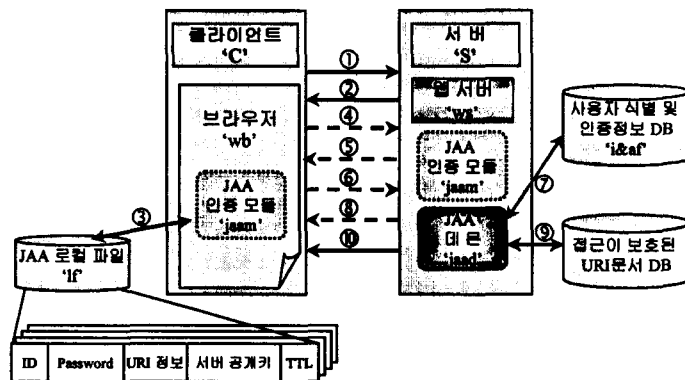 클라이언트
‘C’
브라우저
‘wb’
JAA
인증 모듈
‘jaam’
①
②
④
⑤
⑥
⑧
⑩
서 버
‘S’
웹 서버
‘ws’
JAA
인증 모듈
‘jaam’
JAA
데 몬
‘jaad’
⑦
⑨
사용자 식별 및
인증정보 DB
‘i&af’
접근이 보호된
URI문서 DB
③
JAA 로컬 파일
‘lf’
ID Password URI 정보 서버 공개키 TTL